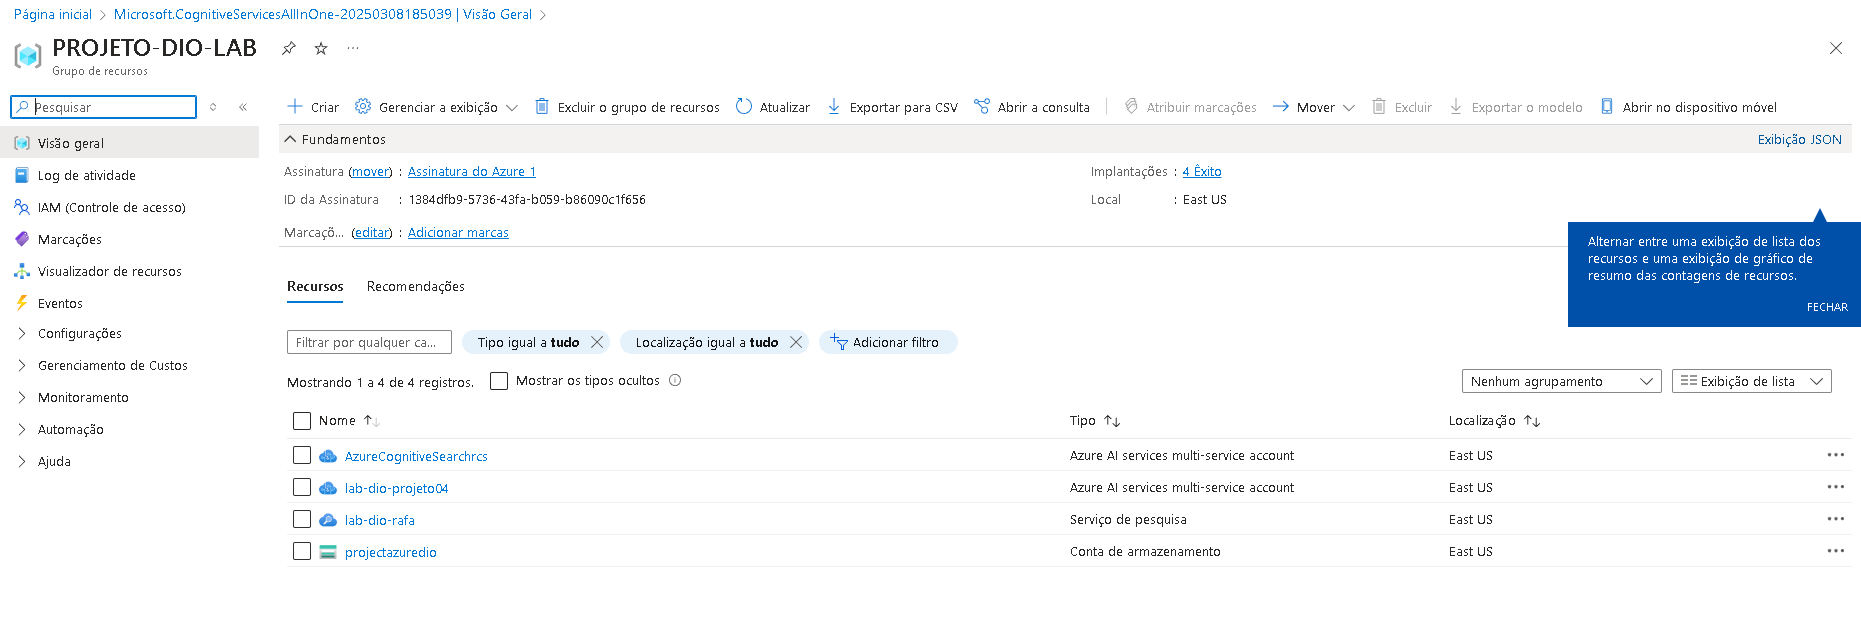 Página inicial > Microsoft.CognitiveServicesAllInOne-20250308185039 | Visão Geral >
PROJETO-DIO-LAB
Grupo de recursos
Pesquisar
Criar Gerenciar a exibição Excluir o grupo de recursos Atualizar Exportar para CSV Abrir a consulta Atribuir marcações Mover Excluir Exportar o modelo Abrir no dispositivo móvel
Visão geral
Log de atividade
IAM (Controle de acesso)
Marcações
Visualizador de recursos
Eventos
Configurações
Gerenciamento de Custos
Monitoramento
Automação
Ajuda
Fundamentos Exibição JSON
Assinatura (mover) : Assinatura do Azure 1 Implantações : 4 Êxito
ID da Assinatura : 1384dfb9-5736-43fa-b059-b86090c1f656 Local : East US
Marcaçõ... (editar) : Adicionar marcas
Alternar entre uma exibição de lista dos
recursos e uma exibição de gráfico de
resumo das contagens de recursos.
FECHAR
Recursos Recomendações
Filtrar por qualquer ca... Tipo igual a tudo Localização igual a tudo Adicionar filtro
Mostrando 1 a 4 de 4 registros. Mostrar os tipos ocultos Nenhum agrupamento Exibição de lista
Nome Tipo Localização
AzureCognitiveSearchrcs Azure AI services multi-service account East US
lab-dio-projeto04 Azure AI services multi-service account East US
lab-dio-rafa Serviço de pesquisa East US
projectazuredio Conta de armazenamento East US